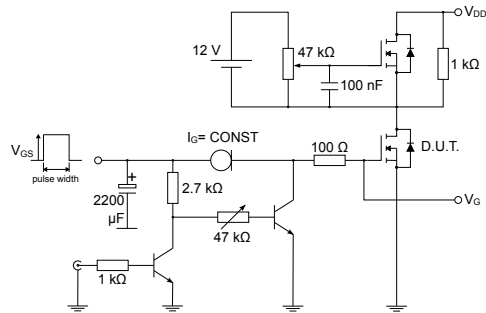 V_DD
12 V
47 kΩ
1 kΩ
100 nF
I_G= CONST
100 Ω
D.U.T.
V_GS
pulse width
+
2.7 kΩ
2200
μF
47 kΩ
V_G
1 kΩ